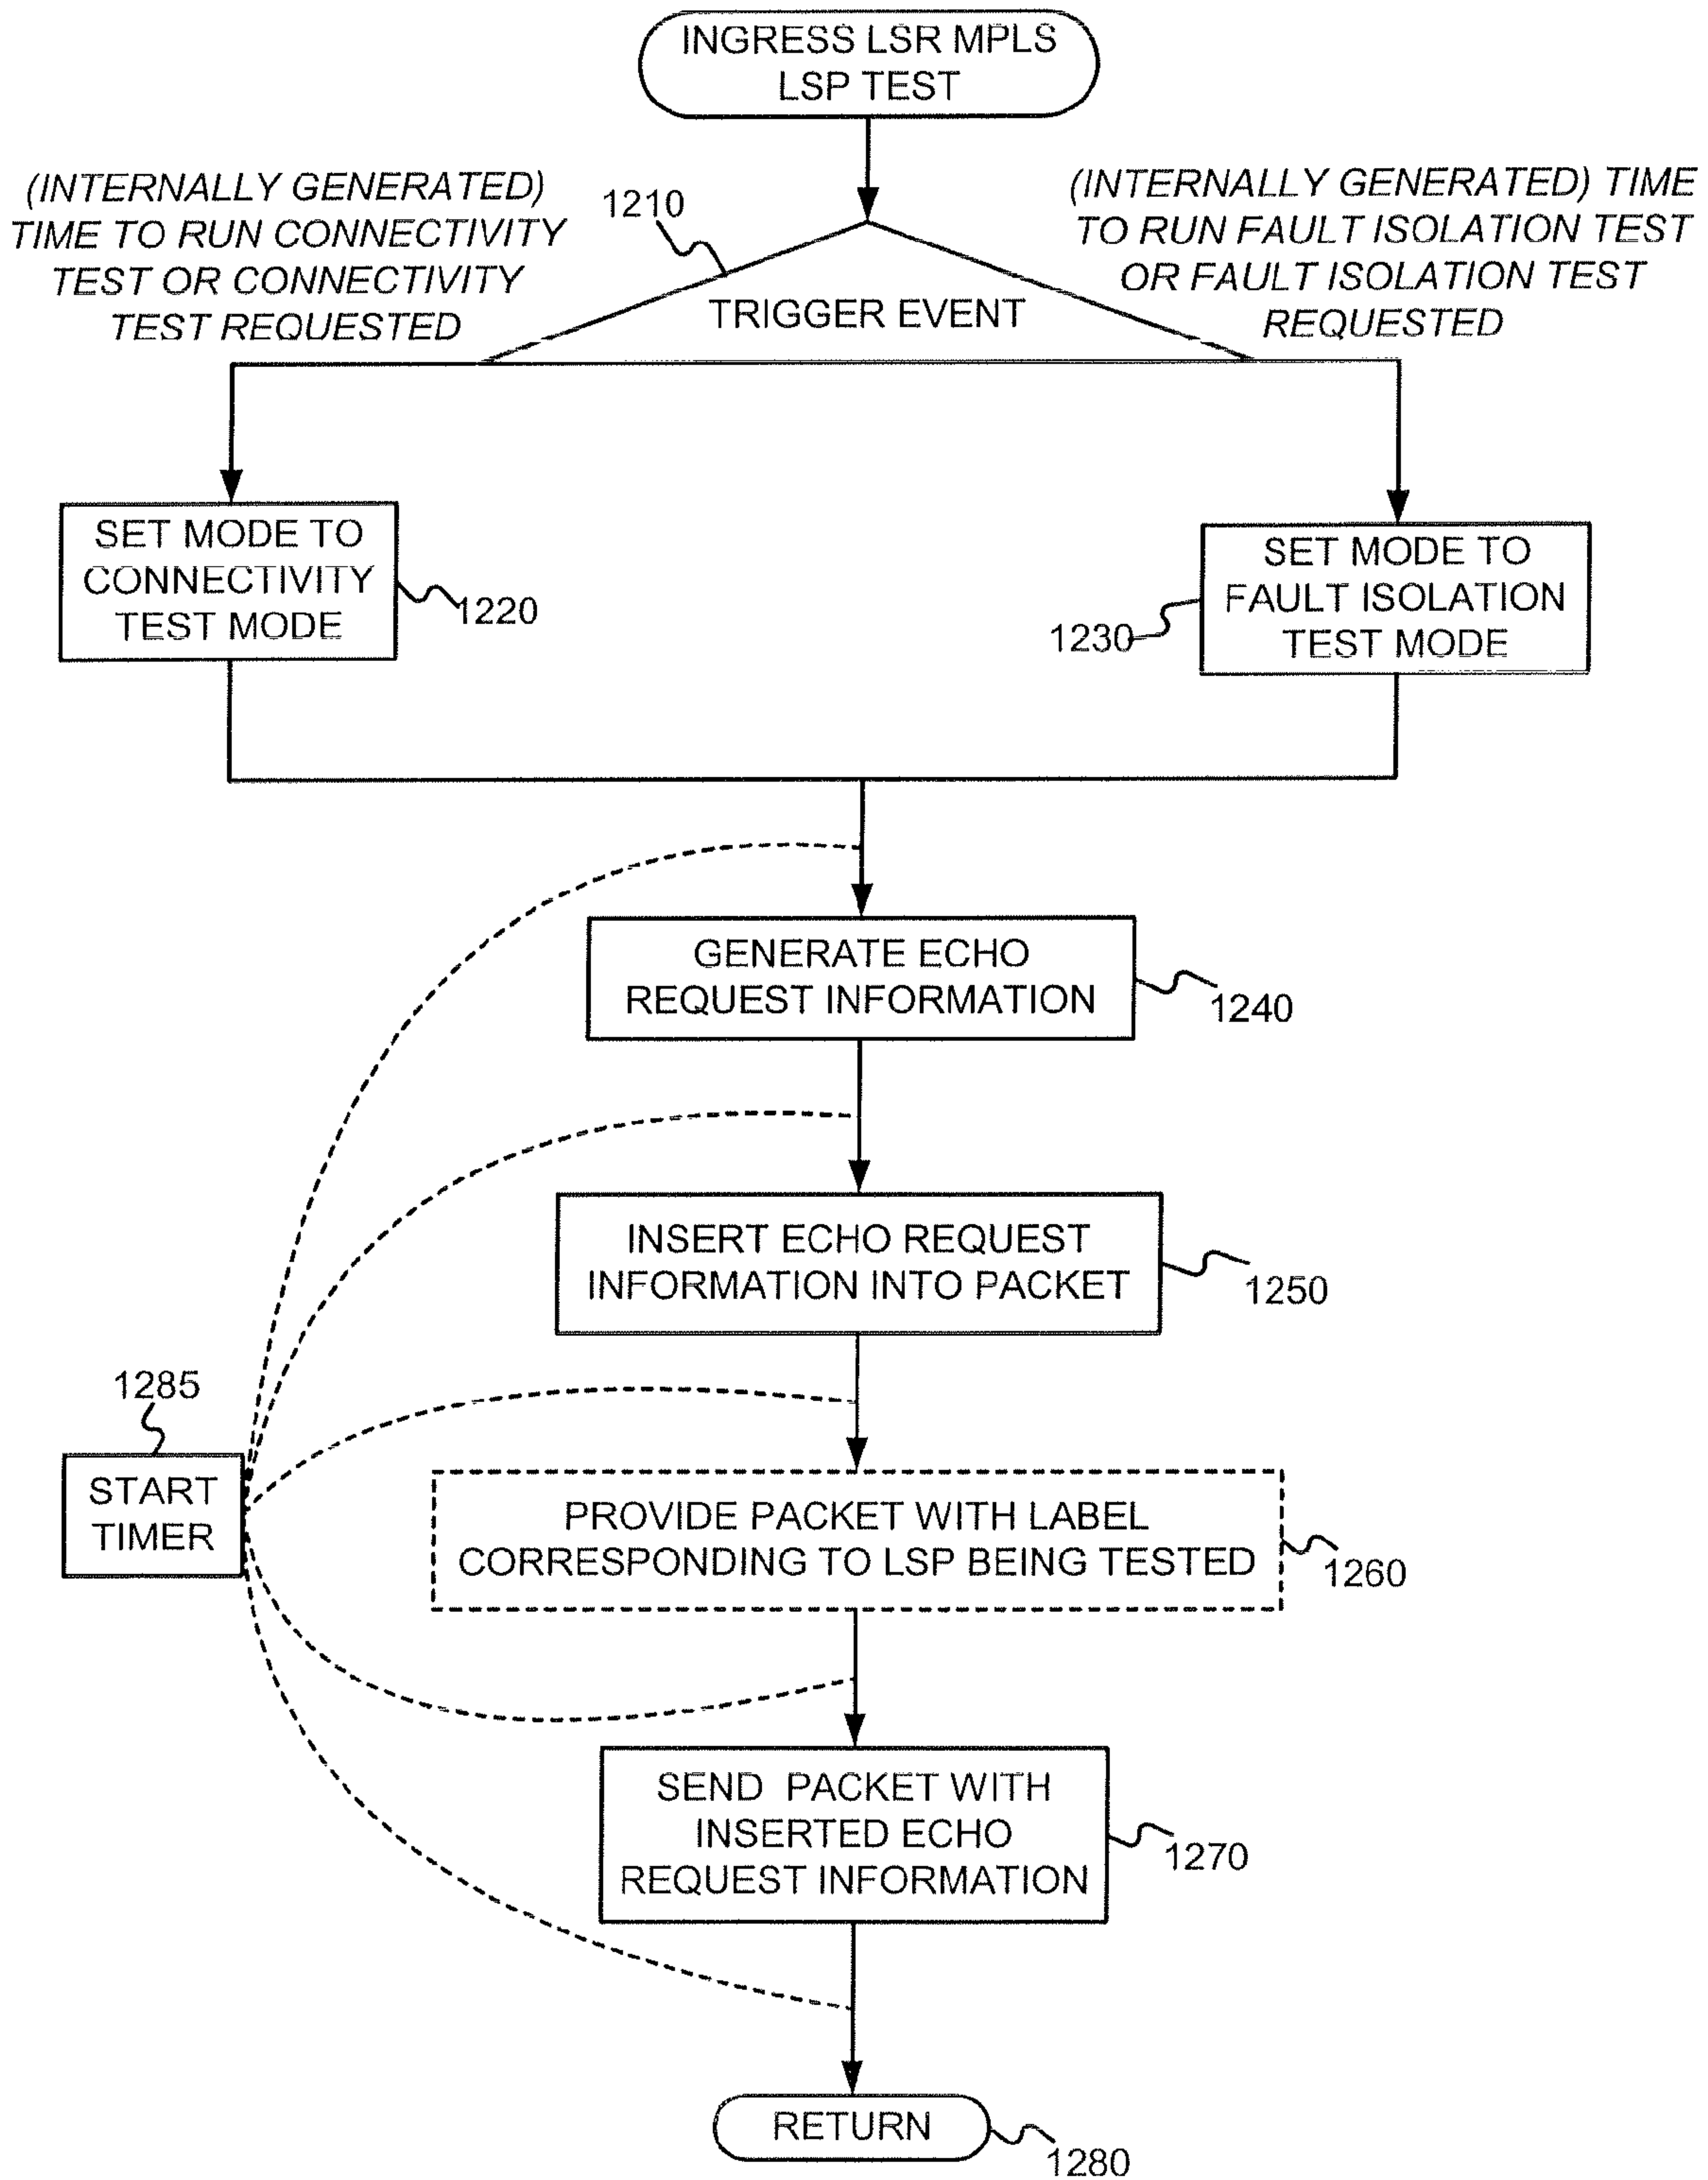 INGRESS LSR MPLS
LSP TEST
(INTERNALLY GENERATED)
TIME TO RUN CONNECTIVITY
TEST OR CONNECTIVITY
TEST REQUESTED
1210
(INTERNALLY GENERATED) TIME
TO RUN FAULT ISOLATION TEST
OR FAULT ISOLATION TEST
REQUESTED
TRIGGER EVENT
SET MODE TO
CONNECTIVITY
TEST MODE
1220
SET MODE TO
FAULT ISOLATION
TEST MODE
1230
GENERATE ECHO
REQUEST INFORMATION
1240
INSERT ECHO REQUEST
INFORMATION INTO PACKET
1250
1285
START
TIMER
PROVIDE PACKET WITH LABEL
CORRESPONDING TO LSP BEING TESTED
1260
SEND PACKET WITH
INSERTED ECHO
REQUEST INFORMATION
1270
RETURN
1280